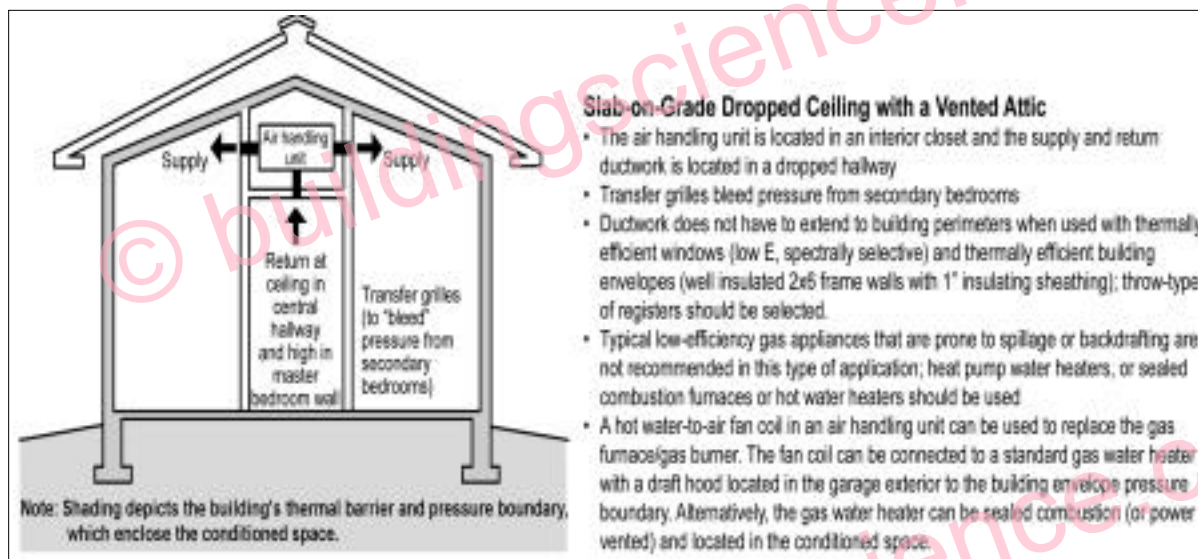 Air handling
unit
Supply
Supply
Return at
ceiling in
central
hallway
and high in
master
bedroom wall
Transfer grilles
(to "bleed"
pressure from
secondary
bedrooms)
Note: Shading depicts the building's thermal barrier and pressure boundary,
which enclose the conditioned space.
Slab-on-Grade Dropped Ceiling with a Vented Attic
• The air handling unit is located in an interior closet and the supply and return
ductwork is located in a dropped hallway
• Transfer grilles bleed pressure from secondary bedrooms
• Ductwork does not have to extend to building perimeters when used with thermally
efficient windows (low E, spectrally selective) and thermally efficient building
envelopes (well insulated 2x6 frame walls with 1" insulating sheathing); throw-type
of registers should be selected.
• Typical low-efficiency gas appliances that are prone to spillage or backdrafting are
not recommended in this type of application; heat pump water heaters, or sealed
combustion furnaces or hot water heaters should be used
• A hot water-to-air fan coil in an air handling unit can be used to replace the gas
furnace/gas burner. The fan coil can be connected to a standard gas water heater
with a draft hood located in the garage exterior to the building envelope pressure
boundary. Alternatively, the gas water heater can be sealed combustion (or power
vented) and located in the conditioned space.
© buildingscience.
science.c